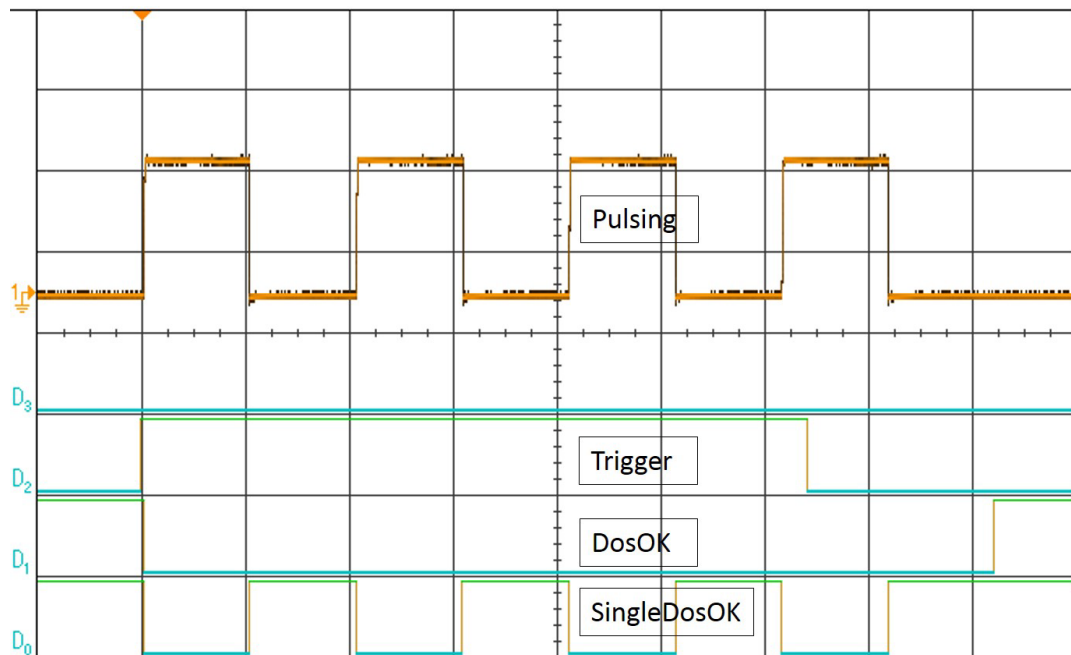 Pulsing
1
D3
Trigger
D2
DosOK
D1
SingleDosOK
D0